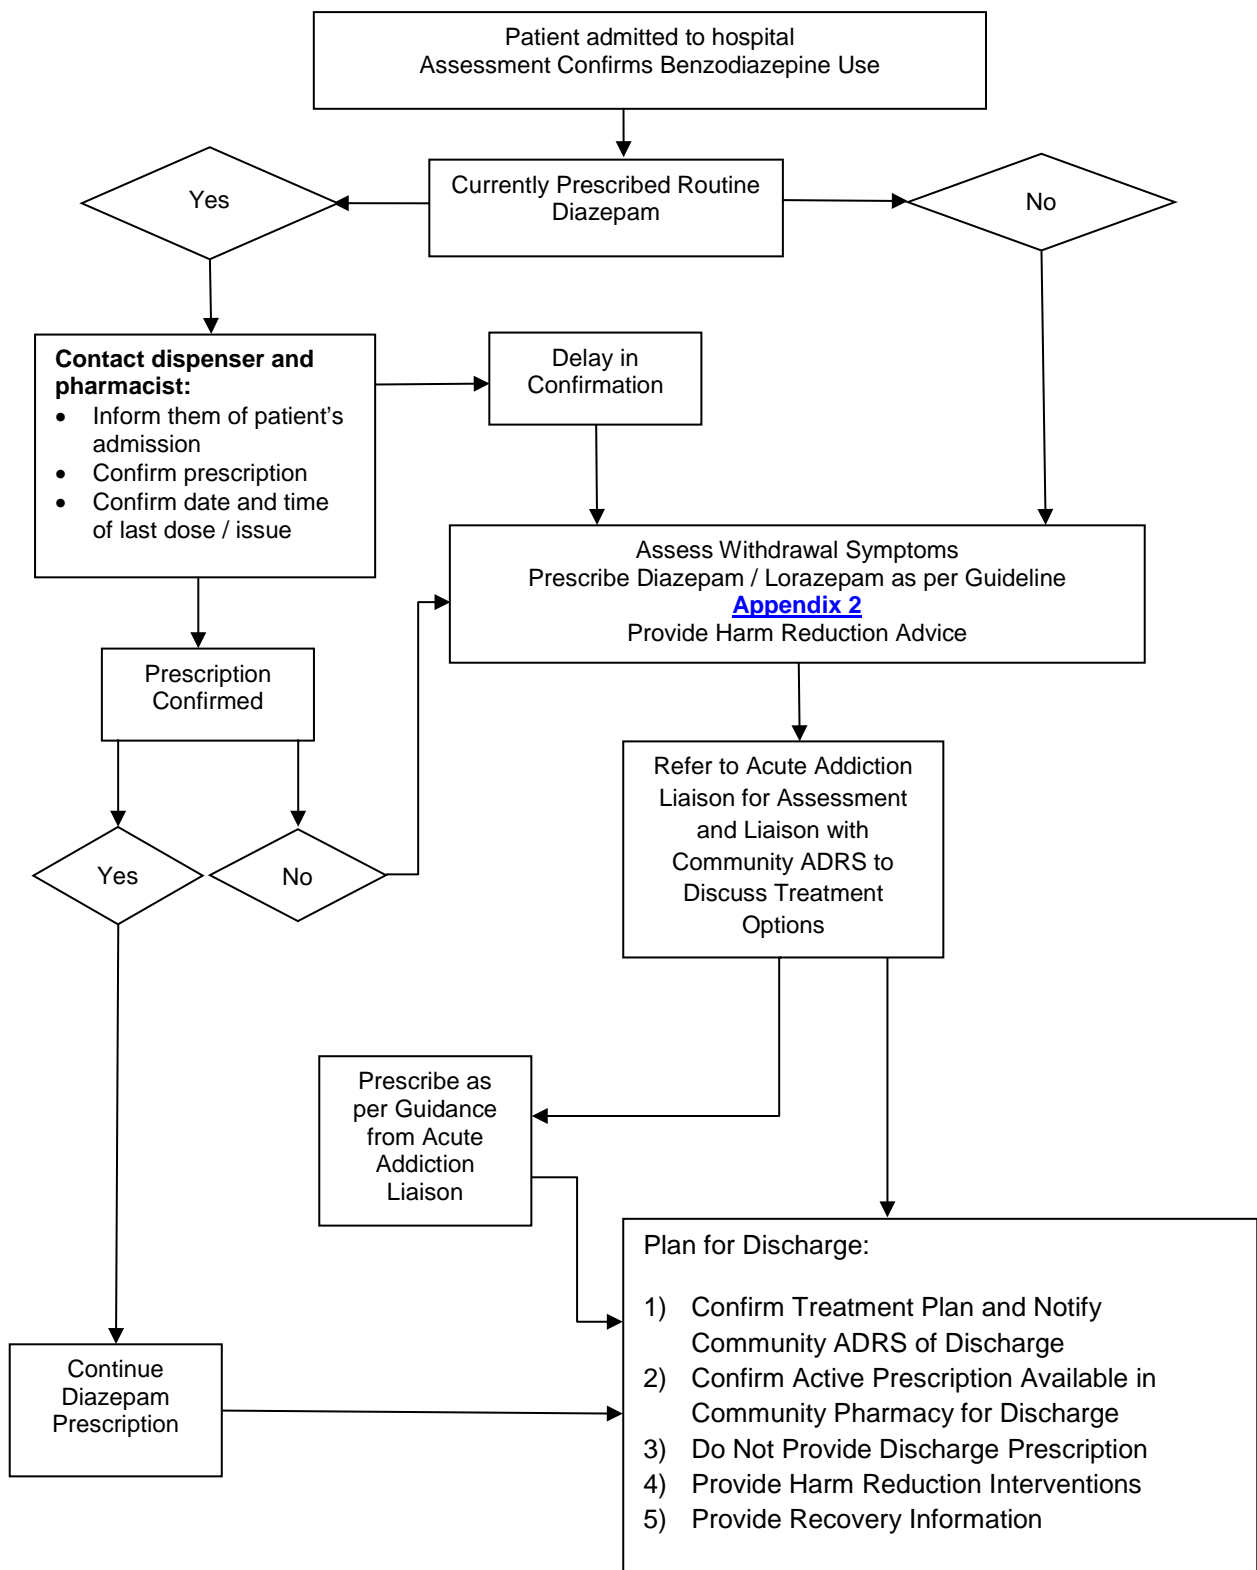 Patient admitted to hospital
Assessment Confirms Benzodiazepine Use
Yes
Currently Prescribed Routine
Diazepam
No
Contact dispenser and
pharmacist:
• Inform them of patient's
admission
• Confirm prescription
• Confirm date and time
of last dose / issue
Delay in
Confirmation
Assess Withdrawal Symptoms
Prescribe Diazepam / Lorazepam as per Guideline
Appendix 2
Provide Harm Reduction Advice
Prescription
Confirmed
Yes
No
Refer to Acute Addiction
Liaison for Assessment
and Liaison with
Community ADRS to
Discuss Treatment
Options
Prescribe as
per Guidance
from Acute
Addiction
Liaison
Continue
Diazepam
Prescription
Plan for Discharge:
1) Confirm Treatment Plan and Notify
Community ADRS of Discharge
2) Confirm Active Prescription Available in
Community Pharmacy for Discharge
3) Do Not Provide Discharge Prescription
4) Provide Harm Reduction Interventions
5) Provide Recovery Information